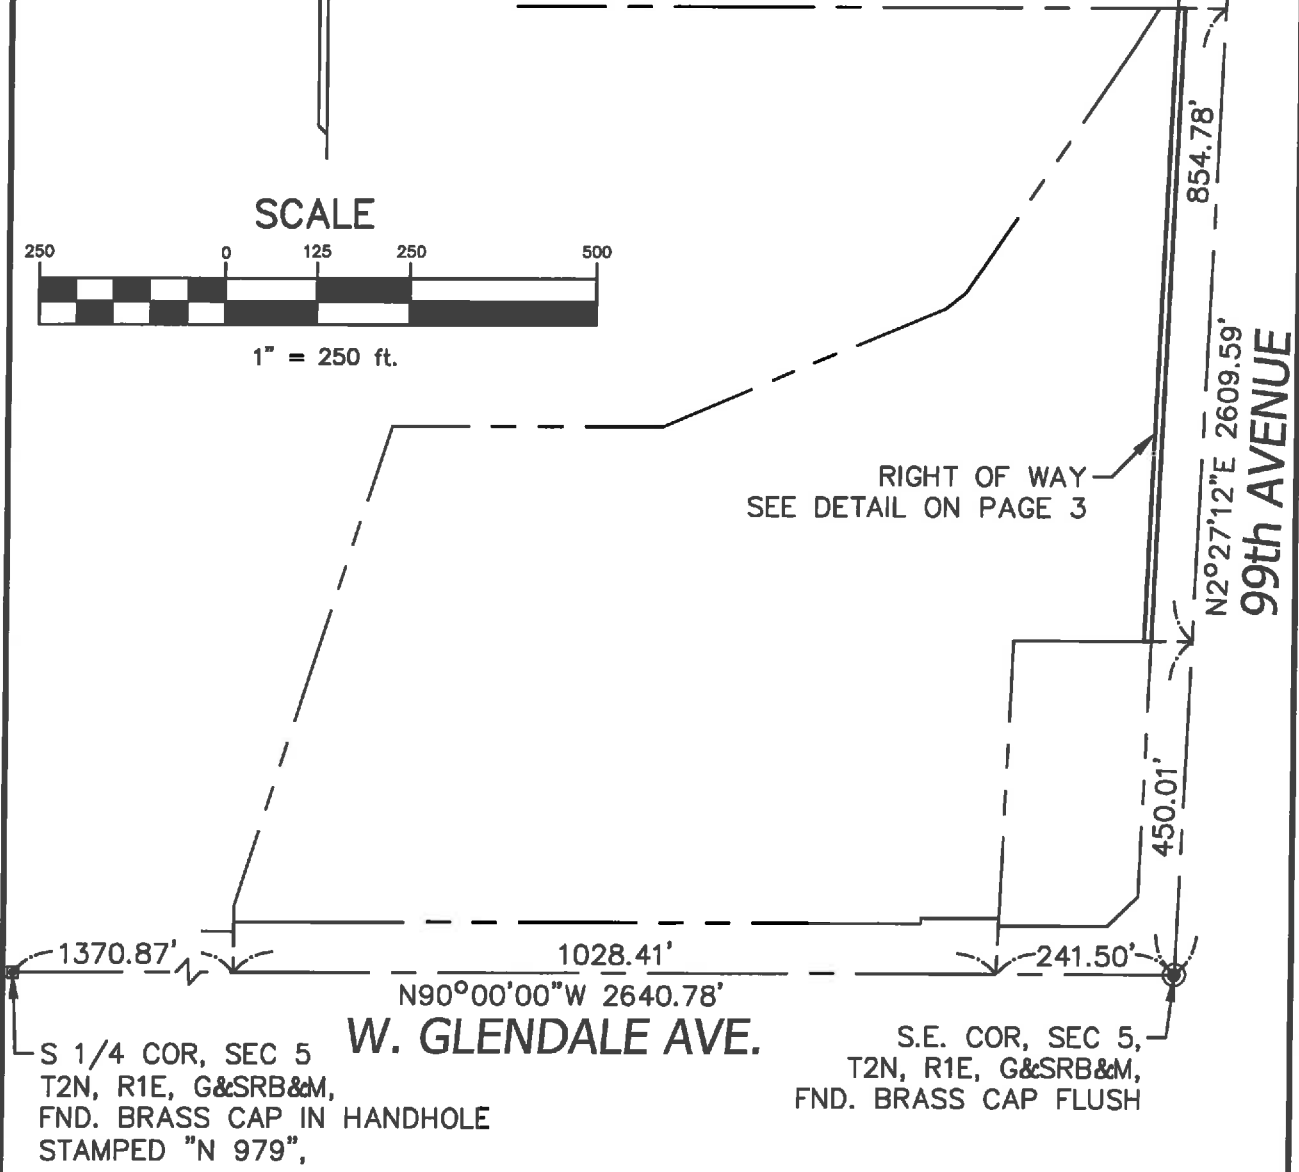 SCALE
250 0 125 250 500
1" = 250 ft.
854.78'
N2°27'12"E 2609.59'
99th AVENUE
RIGHT OF WAY
SEE DETAIL ON PAGE 3
450.01'
1370.87' 1028.41' 241.50'
N90°00'00"W 2640.78'
W. GLENDALE AVE.
S 1/4 COR, SEC 5
T2N, R1E, G&SRB&M,
FND. BRASS CAP IN HANDHOLE
STAMPED "N 979",
S.E. COR, SEC 5,
T2N, R1E, G&SRB&M,
FND. BRASS CAP FLUSH